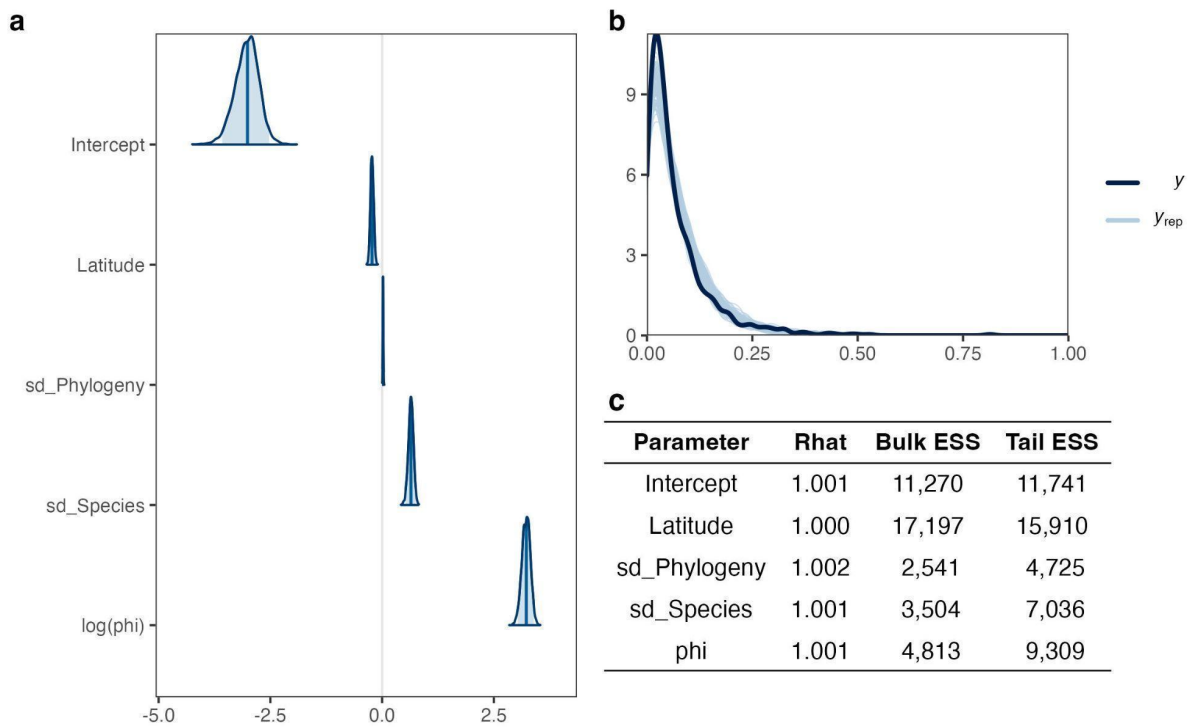 a
Intercept
Latitude
sd_Phylogeny
sd_Species
log(phi)
-5.0 -2.5 0.0 2.5
b
9
6
3
0
0.00 0.25 0.50 0.75 1.00
y
yrep
c
Parameter Rhat Bulk ESS Tail ESS
Intercept 1.001 11,270 11,741
Latitude 1.000 17,197 15,910
sd_Phylogeny 1.002 2,541 4,725
sd_Species 1.001 3,504 7,036
phi 1.001 4,813 9,309